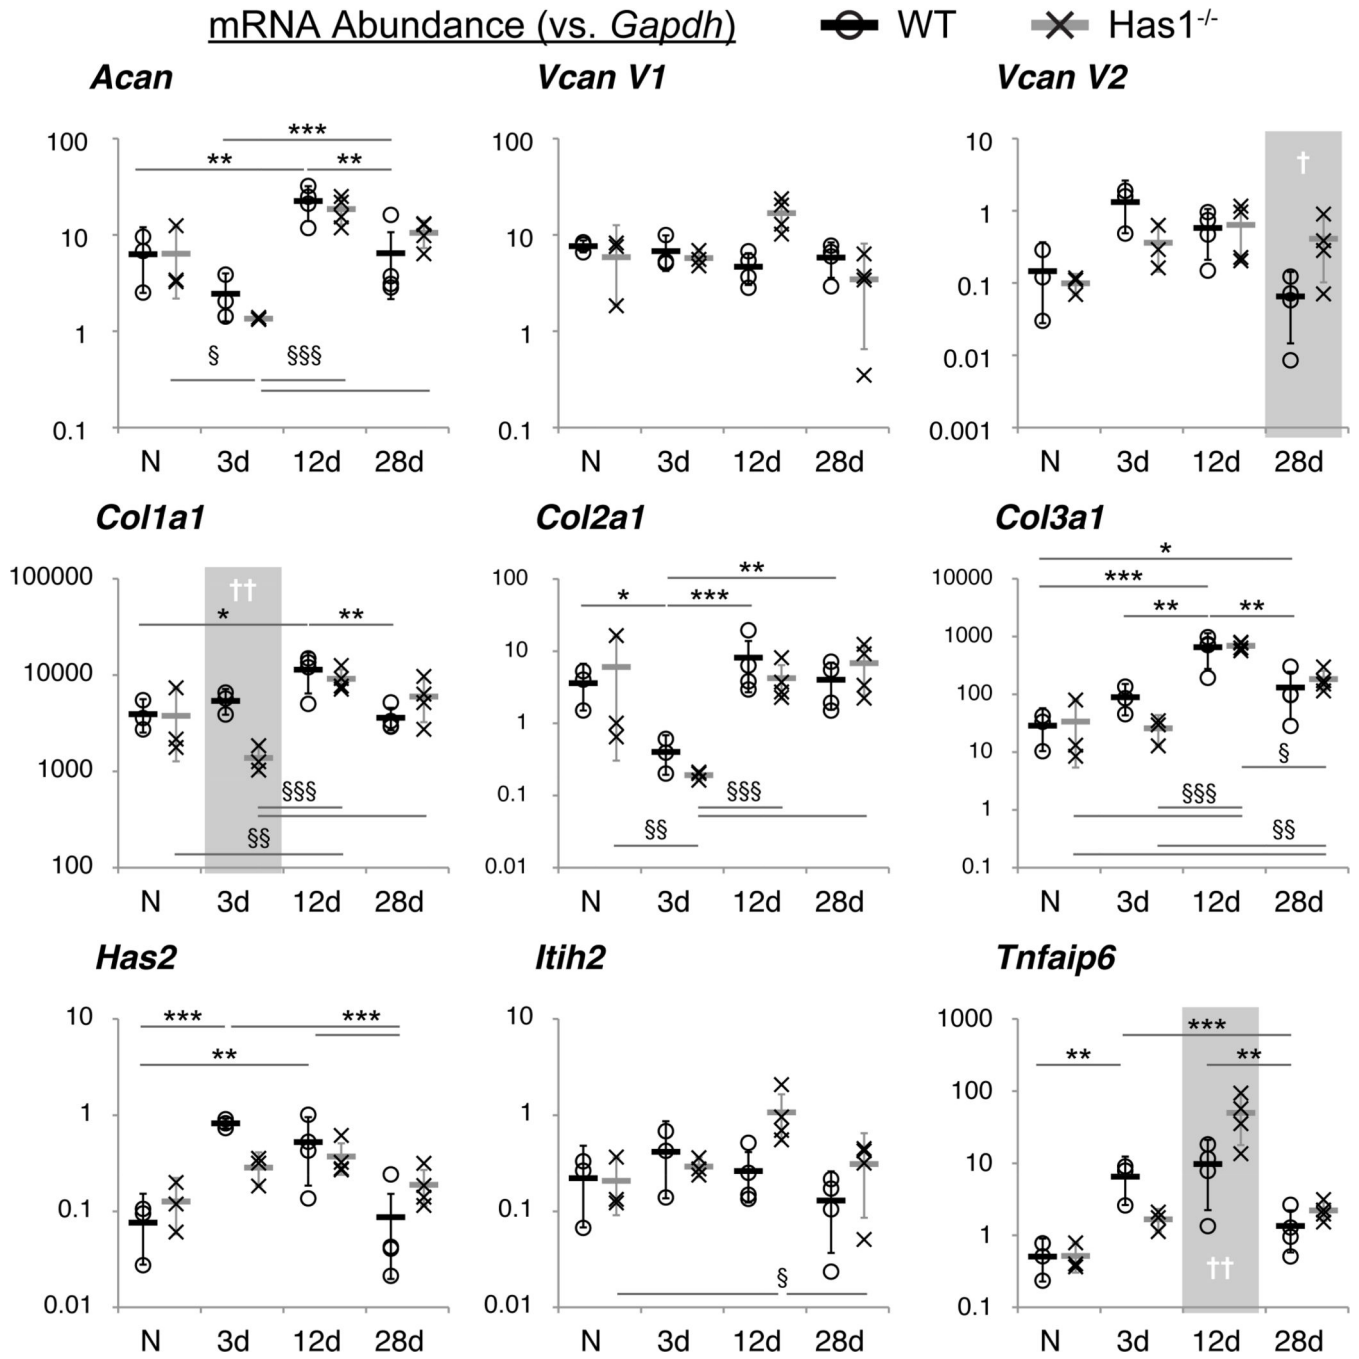 mRNA Abundance (vs. Gapdh) WT Has1-/-
Acan Vcan V1 Vcan V2
100 *** 100 10 †
** **
10 10 1
0.1
1 1
§ §§§ 0.01
0.1 0.1 0.001
N 3d 12d 28d N 3d 12d 28d N 3d 12d 28d
Col1a1 Col2a1 Col3a1
*
100000 †† 100 ** 10000 ***
* ** * *** ** **
10000 10 1000
1 100
1000 10 §
§§§ 0.1 §§§ 1 §§§
§§ §§ §§
100 0.01 0.1
N 3d 12d 28d N 3d 12d 28d N 3d 12d 28d
Has2 Itih2 Tnfaip6
10 *** *** 10 1000 ***
** ** **
100
1 1
10
0.1 0.1
1
§ ††
0.01 0.01 0.1
N 3d 12d 28d N 3d 12d 28d N 3d 12d 28d